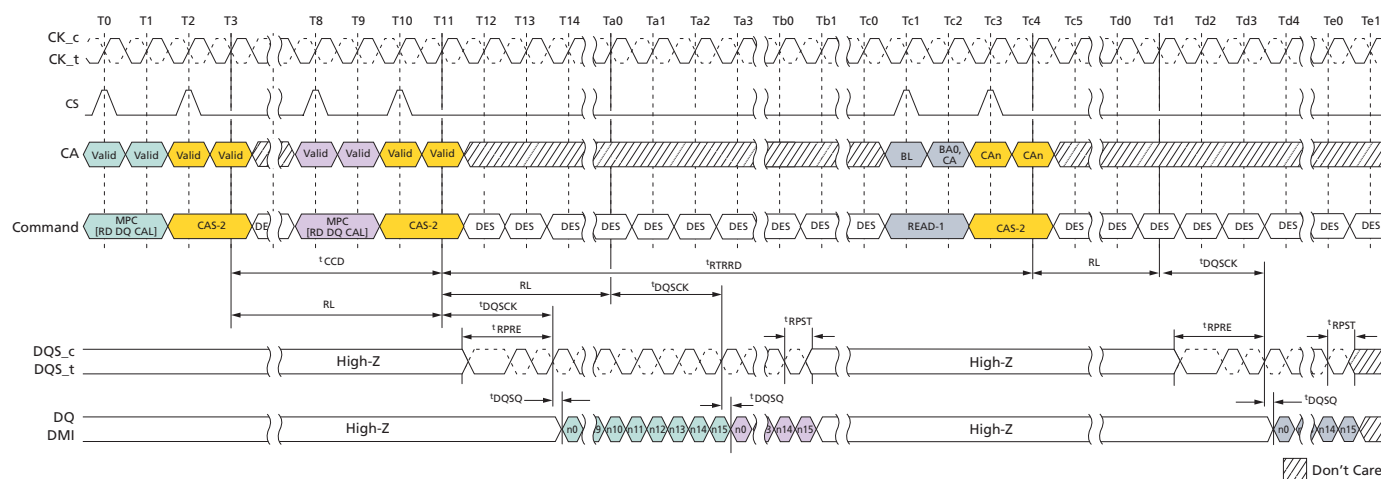 T0 T1 T2 T3 T8 T9 T10 T11 T12 T13 T14 Ta0 Ta1 Ta2 Ta3 Tb0 Tb1 Tc0 Tc1 Tc2 Tc3 Tc4 Tc5 Td0 Td1 Td2 Td3 Td4 Te0 Te1
CK_c
CK_t
CS
CA Valid Valid Valid Valid Valid Valid Valid Valid BL BA0, CA CAn CAn
Command MPC [RD DQ CAL] CAS-2 DE MPC [RD DQ CAL] CAS-2 DES DES DES DES DES DES DES DES DES DES READ-1 CAS-2 DES DES DES DES DES DES DES DES
tCCD tRTRRD RL tDQSCK
RL tDQSCK
RL tDQSCK
tRPRE tRPST tRPRE tRPST
DQS_c
DQS_t
High-Z High-Z
tDQSQ tDQSQ tDQSQ
DQ
DMI
High-Z n0 9 n10 n11 n12 n13 n14 n15 n0 3 n14 n15 High-Z n0 n14 n15
Don't Care